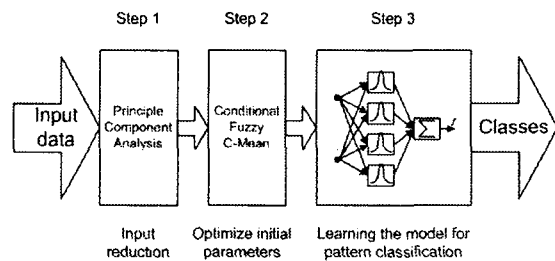 Step 1
Step 2
Step 3
Input
data
Principle
Component
Analysis
Conditional
Fuzzy
C-Mean
Σ
Classes
Input
reduction
Optimize initial
parameters
Learning the model for
pattern classification